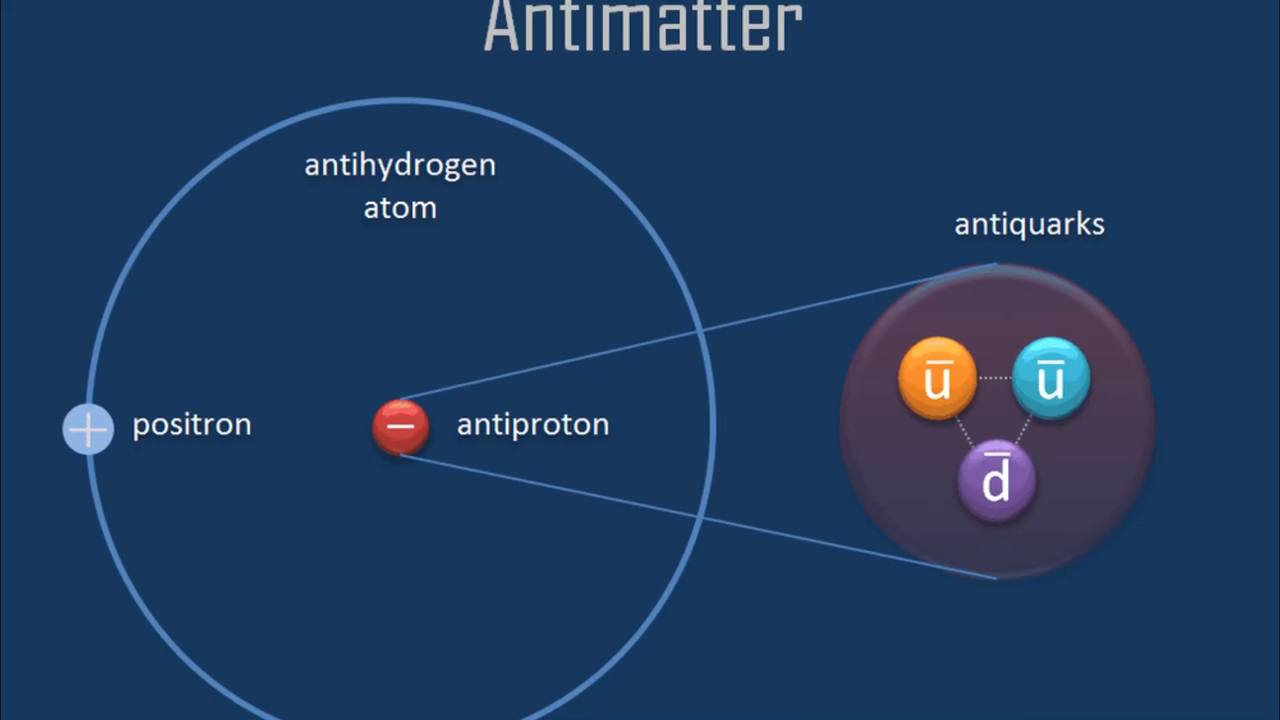 Antimatter
antihydrogen
atom
antiquarks
u̅ u̅
+ positron − antiproton
d̅